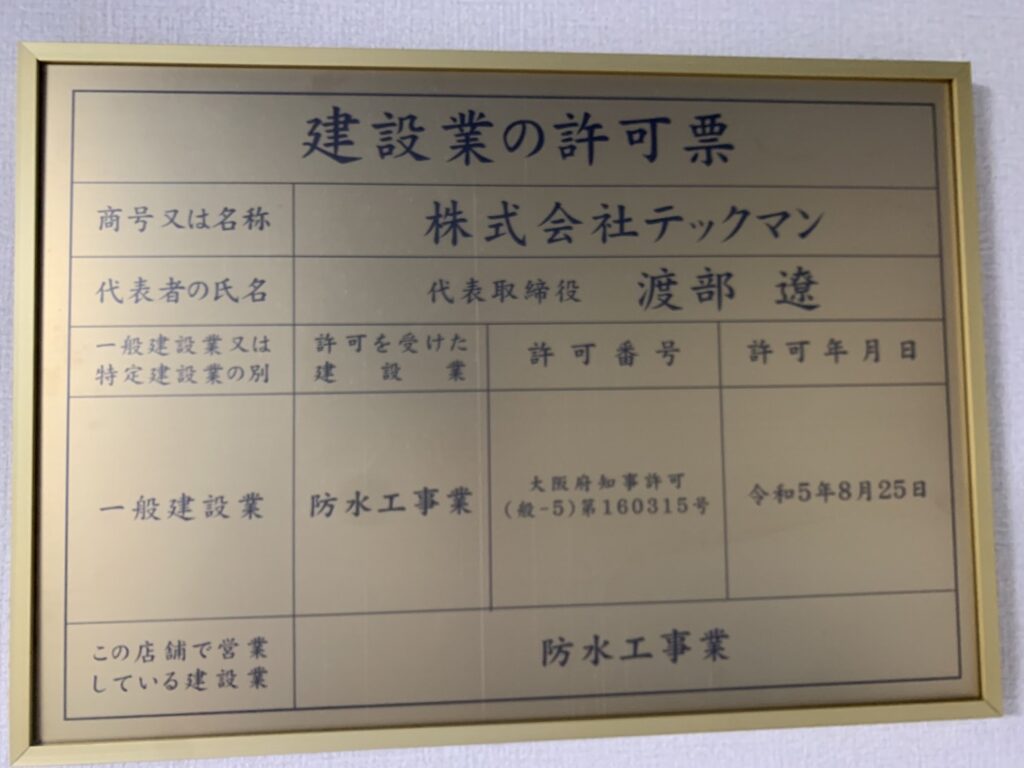 建設業の許可票
商号又は名称
株式会社テックマン
代表者の氏名
代表取締役 渡部 遼
一般建設業又は
特定建設業の別
許可を受けた
建設業
許可番号
許可年月日
一般建設業
防水工事業
大阪府知事許可
(般-5)第160315号
令和5年8月25日
この店舗で営業
している建設業
防水工事業